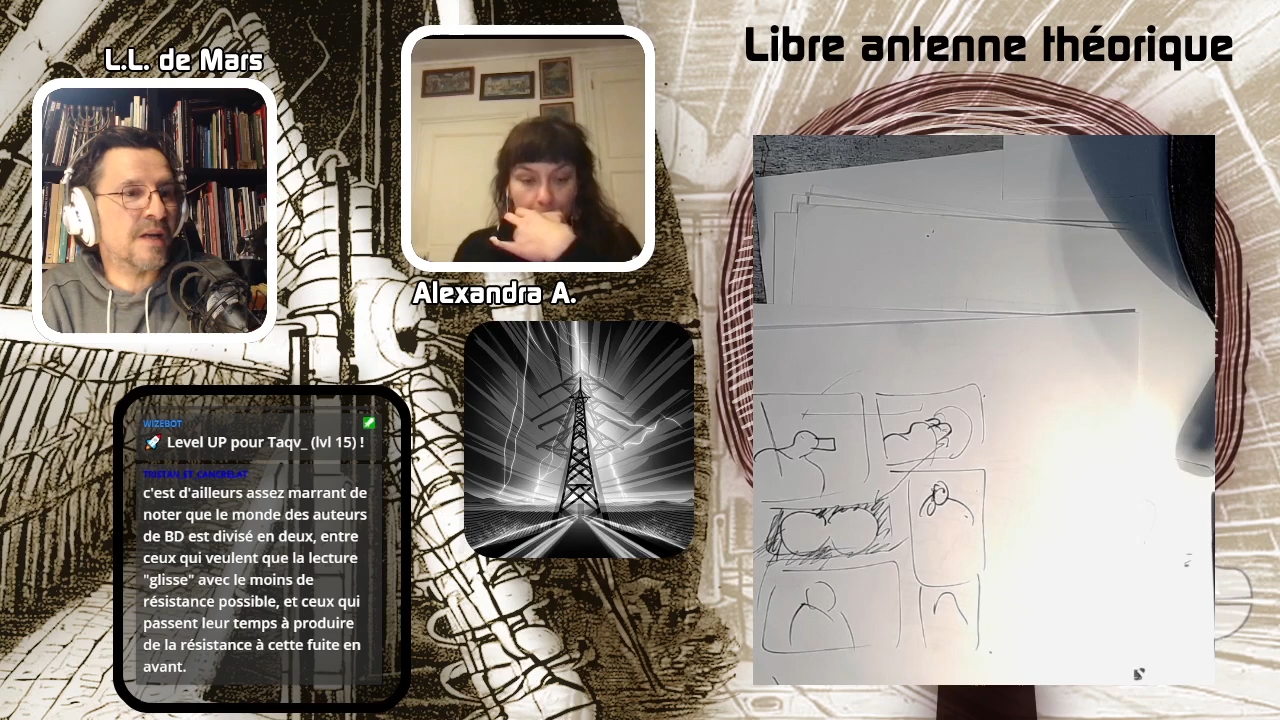 L.L. de Mars
Libre antenne théorique
Alexandra A.
WIZEBOT
🚀 Level UP pour Taqv_ (lvl 15) !
TRISTAN ET CANCRELAT
c'est d'ailleurs assez marrant de
noter que le monde des auteurs
de BD est divisé en deux, entre
ceux qui veulent que la lecture
"glisse" avec le moins de
résistance possible, et ceux qui
passent leur temps à produire
de la résistance à cette fuite en
avant.